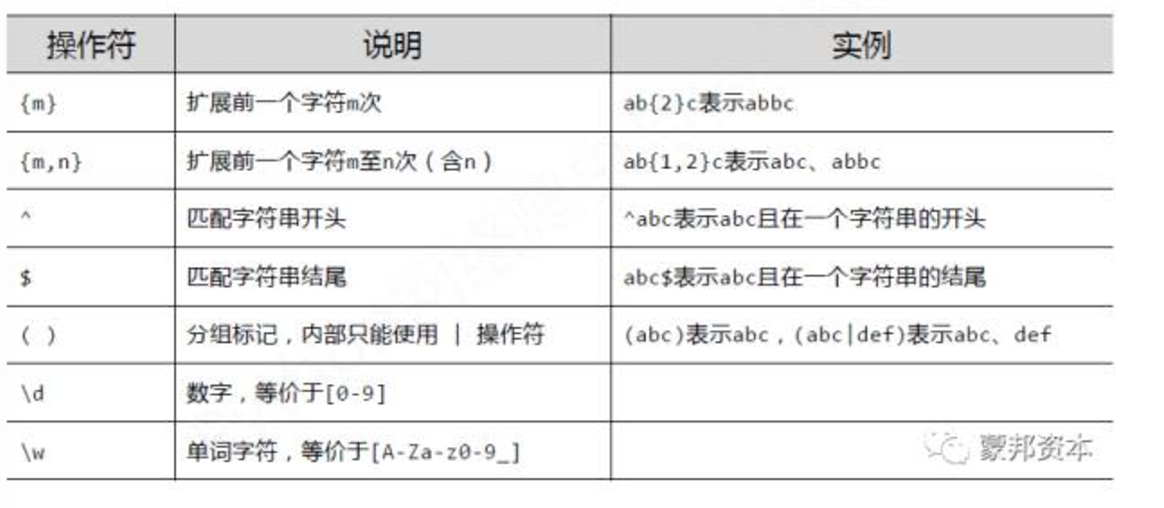 操作符 说明 实例
{m} 扩展前一个字符m次 ab{2}c表示abbc
{m,n} 扩展前一个字符m至n次（含n） ab{1,2}c表示abc、abbc
^ 匹配字符串开头 ^abc表示abc且在一个字符串的开头
$ 匹配字符串结尾 abc$表示abc且在一个字符串的结尾
( ) 分组标记，内部只能使用 | 操作符 (abc)表示abc，(abc|def)表示abc、def
\d 数字，等价于[0-9]
\w 单词字符，等价于[A-Za-z0-9_]
蒙邦资本